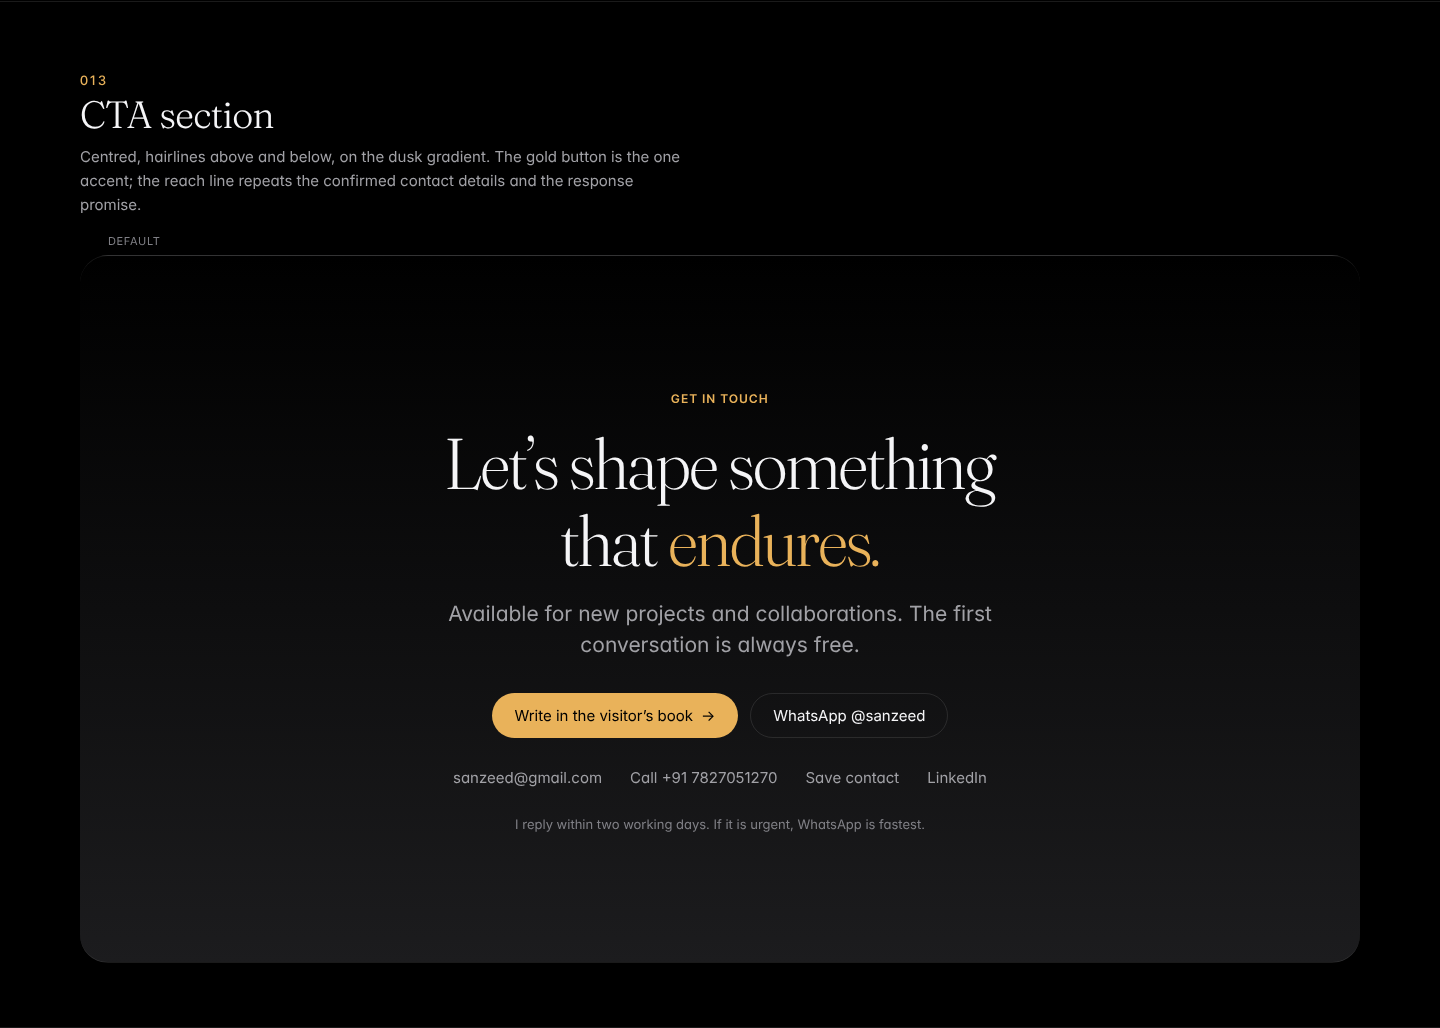 013
CTA section
Centred, hairlines above and below, on the dusk gradient. The gold button is the one
accent; the reach line repeats the confirmed contact details and the response
promise.
DEFAULT
GET IN TOUCH
Let’s shape something
that endures.
Available for new projects and collaborations. The first
conversation is always free.
Write in the visitor’s book →
WhatsApp @sanzeed
sanzeed@gmail.com Call +91 7827051270 Save contact LinkedIn
I reply within two working days. If it is urgent, WhatsApp is fastest.